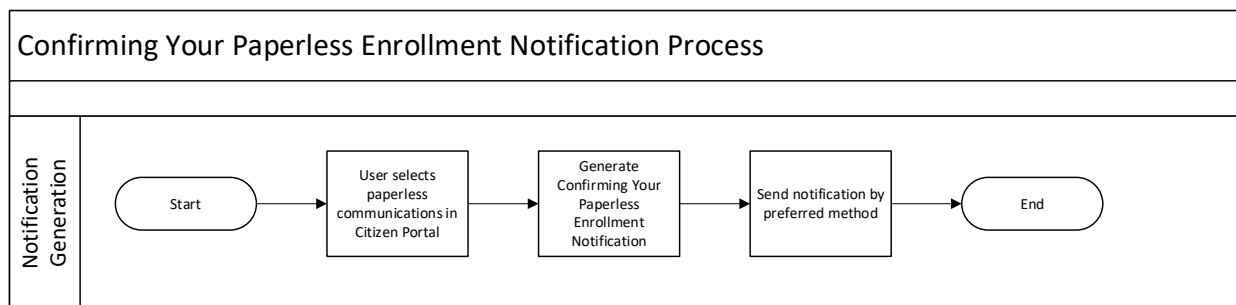 Confirming Your Paperless Enrollment Notification Process
Notification
Generation
Start
User selects
paperless
communications in
Citizen Portal
Generate
Confirming Your
Paperless
Enrollment
Notification
Send notification by
preferred method
End